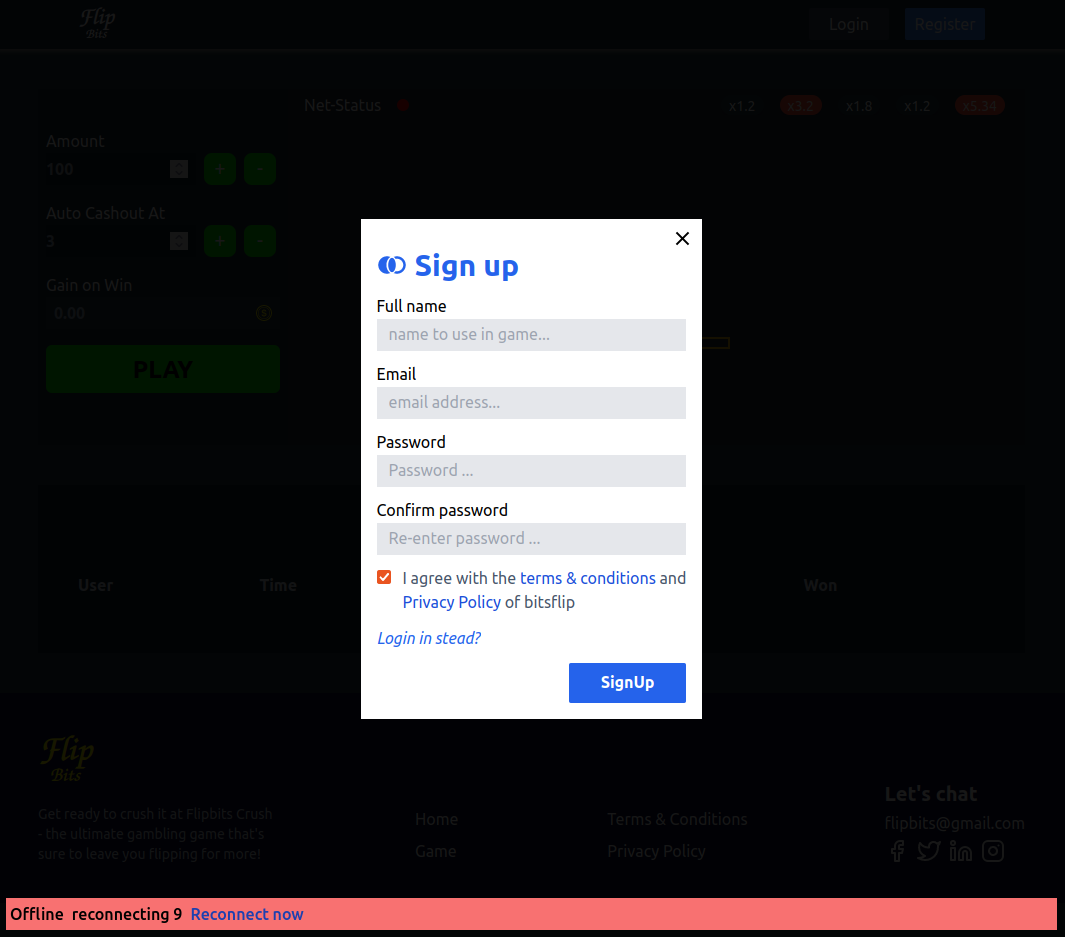 Flip
Bits
Login
Register
Net-Status
x1.2
x3.2
x1.8
x1.2
x5.34
Amount
100
+
-
Auto Cashout At
3
+
-
Gain on Win
0.00
PLAY
Sign up
Full name
name to use in game...
Email
email address...
Password
Password ...
Confirm password
Re-enter password ...
I agree with the terms & conditions and
Privacy Policy of bitsflip
Login in stead?
SignUp
User
Time
Won
Flip
Bits
Get ready to crush it at Flipbits Crush
- the ultimate gambling game that's
sure to leave you flipping for more!
Home
Game
Terms & Conditions
Privacy Policy
Let's chat
flipbits@gmail.com
Offline reconnecting 9 Reconnect now